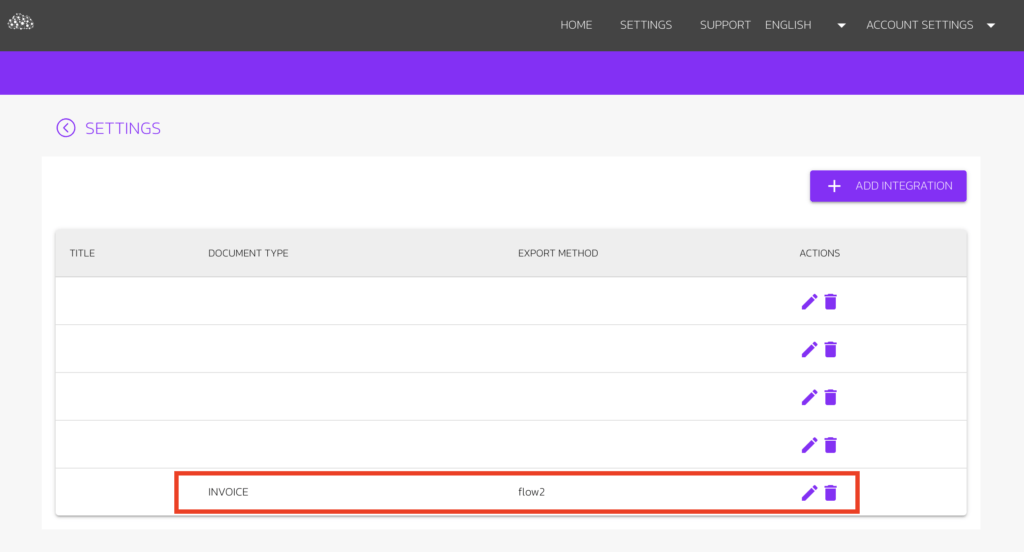 HOME SETTINGS SUPPORT ENGLISH ACCOUNT SETTINGS
SETTINGS
ADD INTEGRATION
TITLE DOCUMENT TYPE EXPORT METHOD ACTIONS
INVOICE flow2